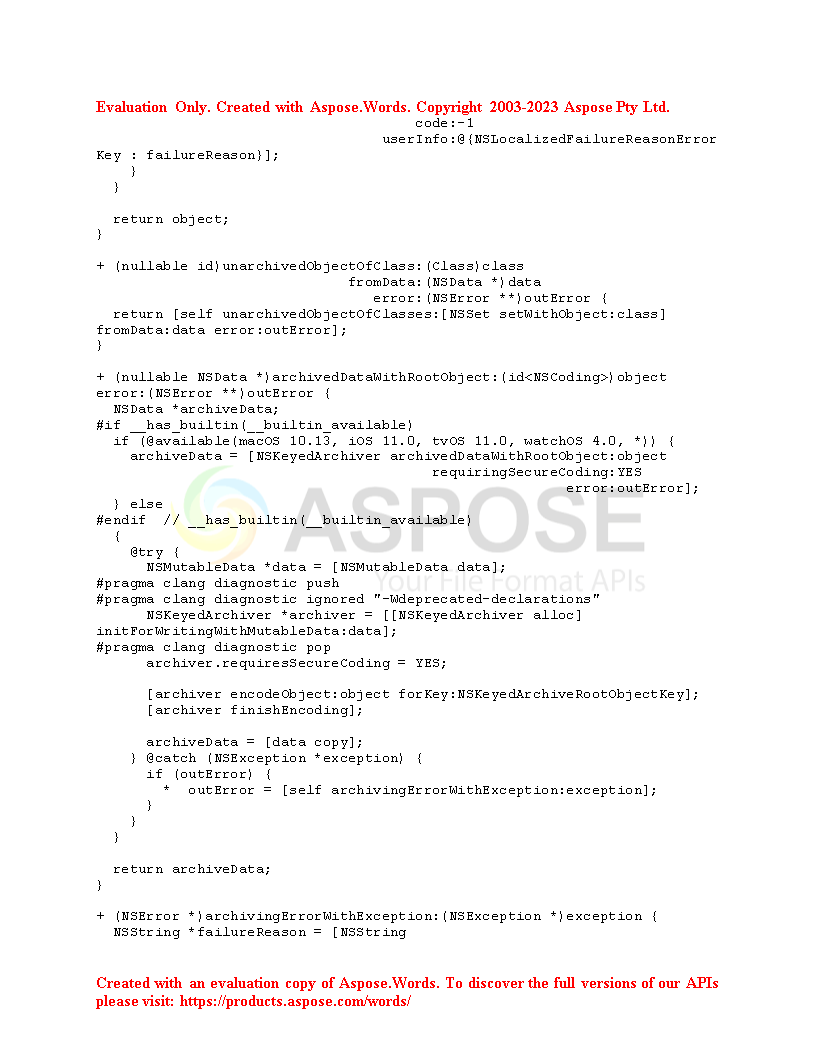 Evaluation Only. Created with Aspose.Words. Copyright 2003-2023 Aspose Pty Ltd.
                                      code:-1
                                  userInfo:@{NSLocalizedFailureReasonError
Key : failureReason}];
    }
  }

  return object;
}

+ (nullable id)unarchivedObjectOfClass:(Class)class
                              fromData:(NSData *)data
                                 error:(NSError **)outError {
  return [self unarchivedObjectOfClasses:[NSSet setWithObject:class]
fromData:data error:outError];
}

+ (nullable NSData *)archivedDataWithRootObject:(id<NSCoding>)object
error:(NSError **)outError {
  NSData *archiveData;
#if __has_builtin(__builtin_available)
  if (@available(macOS 10.13, iOS 11.0, tvOS 11.0, watchOS 4.0, *)) {
    archiveData = [NSKeyedArchiver archivedDataWithRootObject:object
                                        requiringSecureCoding:YES
                                                        error:outError];
  } else
#endif  // __has_builtin(__builtin_available)
  {
    @try {
      NSMutableData *data = [NSMutableData data];
#pragma clang diagnostic push
#pragma clang diagnostic ignored "-Wdeprecated-declarations"
      NSKeyedArchiver *archiver = [[NSKeyedArchiver alloc]
initForWritingWithMutableData:data];
#pragma clang diagnostic pop
      archiver.requiresSecureCoding = YES;

      [archiver encodeObject:object forKey:NSKeyedArchiveRootObjectKey];
      [archiver finishEncoding];

      archiveData = [data copy];
    } @catch (NSException *exception) {
      if (outError) {
        *  outError = [self archivingErrorWithException:exception];
      }
    }
  }

  return archiveData;
}

+ (NSError *)archivingErrorWithException:(NSException *)exception {
  NSString *failureReason = [NSString
ASPOSE
Your File Format APIs
Created with an evaluation copy of Aspose.Words. To discover the full versions of our APIs
please visit: https://products.aspose.com/words/